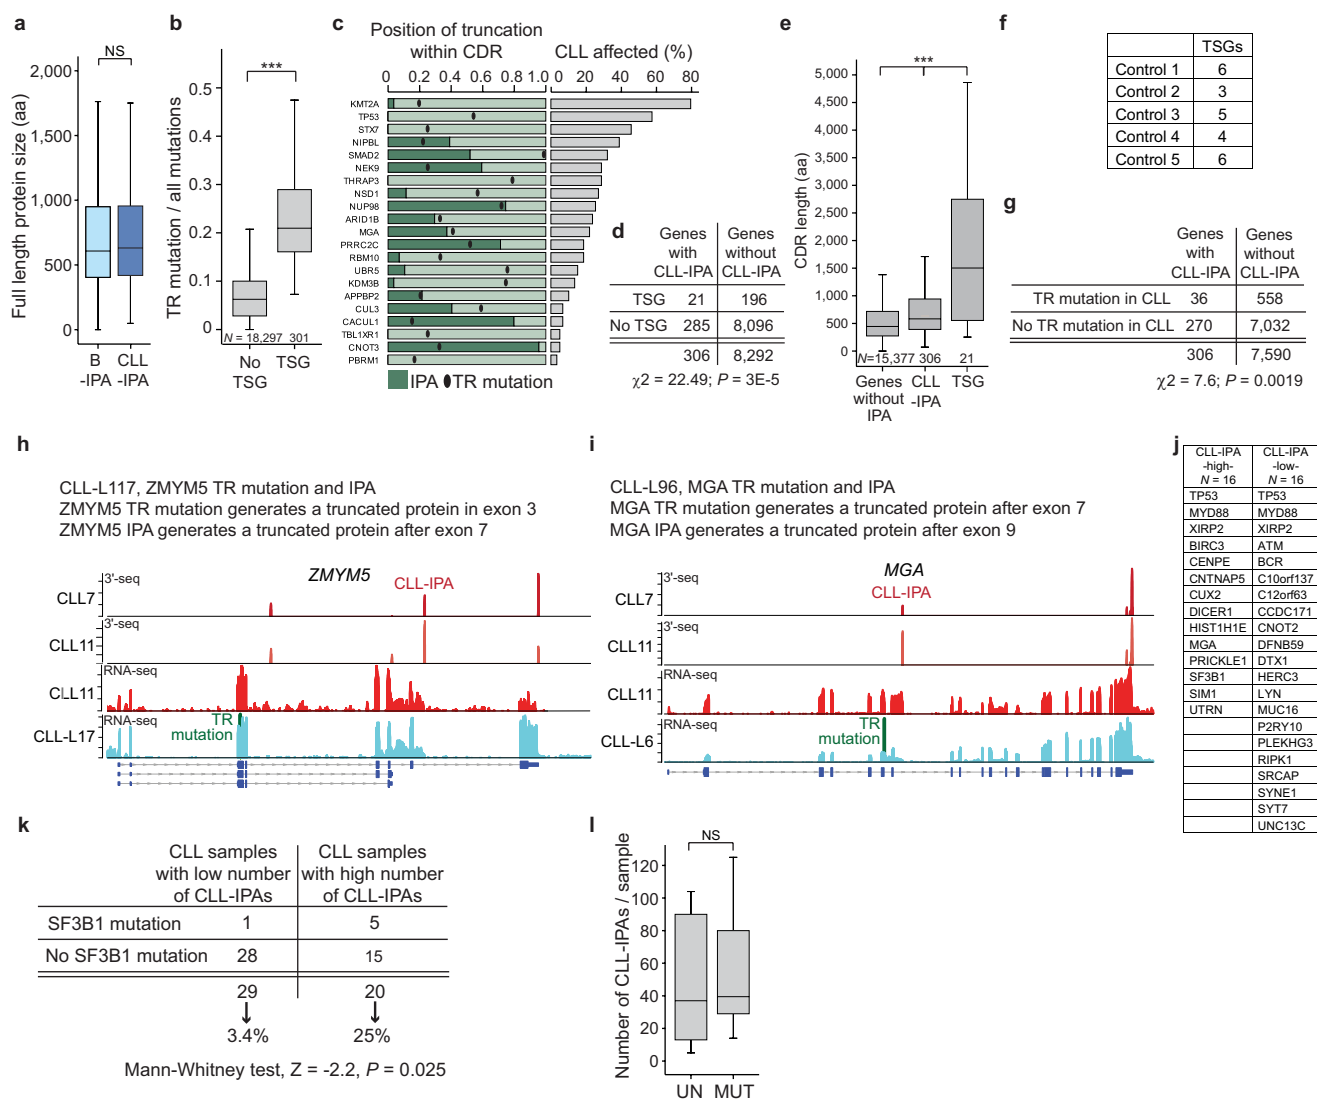 a
NS
Full length protein size (aa)
2,000
1,500
1,000
500
0
B
-IPA
CLL
-IPA
b
***
TR mutation / all mutations
0.5
0.4
0.3
0.2
0.1
0
N = 18,297 301
No
TSG
TSG
c
Position of truncation
within CDR
CLL affected (%)
0 0.2 0.4 0.6 0.8 1.0
0 20 40 60 80
KMT2A
TP53
STX7
NIPBL
SMAD2
NEK9
THRAP3
NSD1
NUP98
ARID1B
MGA
PRRC2C
RBM10
UBR5
KDM3B
APPBP2
CUL3
CACUL1
TBL1XR1
CNOT3
PBRM1
IPA TR mutation
d
Genes
with
CLL-IPA
Genes
without
CLL-IPA
TSG 21 196
No TSG 285 8,096
306 8,292
χ2 = 22.49; P = 3E-5
e
***
CDR length (aa)
5,000
4,500
4,000
3,500
3,000
2,500
2,000
1,500
1,000
500
0
N=15,377 306 21
Genes
without
IPA
CLL
-IPA
TSG
f
TSGs
Control 1 6
Control 2 3
Control 3 5
Control 4 4
Control 5 6
g
Genes
with
CLL-IPA
Genes
without
CLL-IPA
TR mutation in CLL 36 558
No TR mutation in CLL 270 7,032
306 7,590
χ2 = 7.6; P = 0.0019
h
CLL-L117, ZMYM5 TR mutation and IPA
ZMYM5 TR mutation generates a truncated protein in exon 3
ZMYM5 IPA generates a truncated protein after exon 7
3'-seq
ZMYM5
CLL-IPA
CLL7
3'-seq
CLL11
RNA-seq
CLL11
RNA-seq
TR
mutation
CLL-L17
i
CLL-L96, MGA TR mutation and IPA
MGA TR mutation generates a truncated protein after exon 7
MGA IPA generates a truncated protein after exon 9
3'-seq
MGA
CLL-IPA
CLL7
3'-seq
CLL11
RNA-seq
CLL11
RNA-seq
TR
mutation
CLL-L6
j
CLL-IPA
-high-
N = 16
CLL-IPA
-low-
N = 16
TP53 TP53
MYD88 MYD88
XIRP2 XIRP2
BIRC3 ATM
CENPE BCR
CNTNAP5 C10orf137
CUX2 C12orf63
DICER1 CCDC171
HIST1H1E CNOT2
MGA DFNB59
PRICKLE1 DTX1
SF3B1 HERC3
SIM1 LYN
UTRN MUC16
P2RY10
PLEKHG3
RIPK1
SRCAP
SYNE1
SYT7
UNC13C
k
CLL samples
with low number
of CLL-IPAs
CLL samples
with high number
of CLL-IPAs
SF3B1 mutation 1 5
No SF3B1 mutation 28 15
29 20
3.4% 25%
Mann-Whitney test, Z = -2.2, P = 0.025
l
NS
Number of CLL-IPAs / sample
120
100
80
60
40
20
0
UN MUT